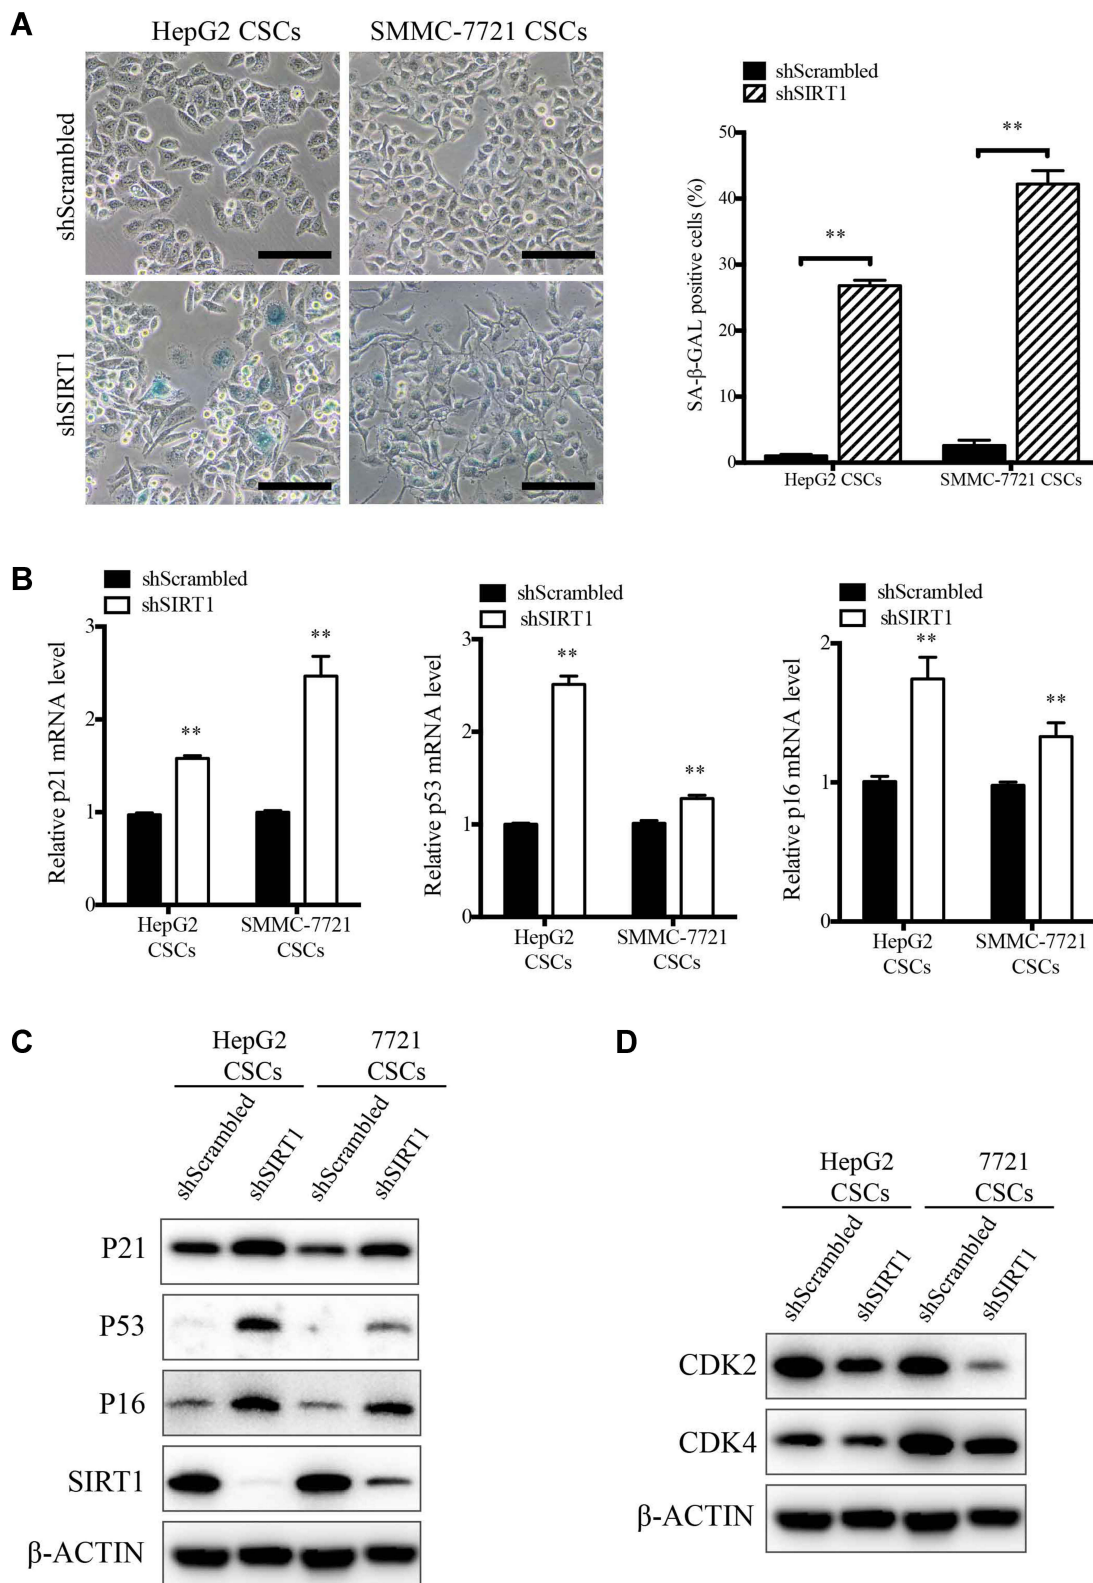 A
HepG2 CSCs
SMMC-7721 CSCs
shScrambled
shSIRT1
shScrambled
shSIRT1
SA-β-GAL positive cells (%)
50
40
30
20
10
0
**
**
HepG2 CSCs
SMMC-7721 CSCs
B
shScrambled
shSIRT1
Relative p21 mRNA level
3
2
1
0
**
**
HepG2
CSCs
SMMC-7721
CSCs
shScrambled
shSIRT1
Relative p53 mRNA level
3
2
1
0
**
**
HepG2
CSCs
SMMC-7721
CSCs
shScrambled
shSIRT1
Relative p16 mRNA level
2
1
0
**
**
HepG2
CSCs
SMMC-7721
CSCs
C
HepG2
CSCs
7721
CSCs
shScrambled
shSIRT1
shScrambled
shSIRT1
P21
P53
P16
SIRT1
β-ACTIN
D
HepG2
CSCs
7721
CSCs
shScrambled
shSIRT1
shScrambled
shSIRT1
CDK2
CDK4
β-ACTIN